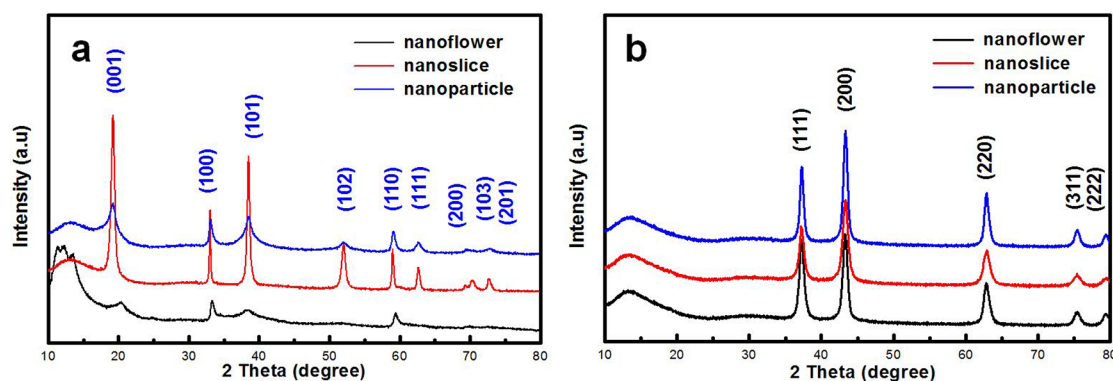 a
nanoflower
nanoslice
nanoparticle
(001)
(100)
(101)
(102)
(110)
(111)
(200)
(103)
(201)
Intensity (a.u)
10 20 30 40 50 60 70 80
2 Theta (degree)
b
nanoflower
nanoslice
nanoparticle
(111)
(200)
(220)
(311)
(222)
Intensity (a.u)
10 20 30 40 50 60 70 80
2 Theta (degree)